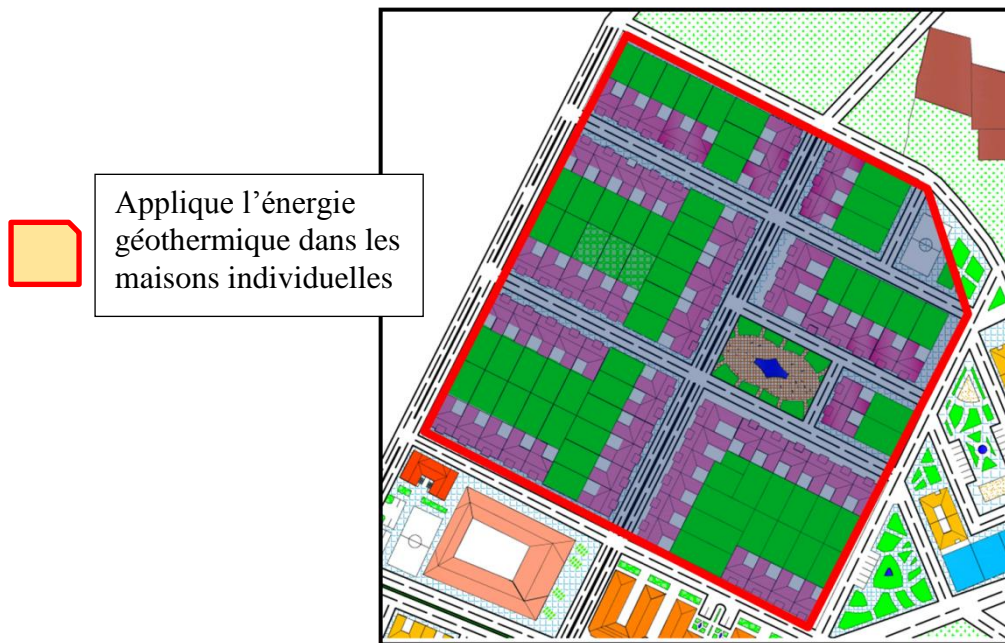 Applique l’énergie
géothermique dans les
maisons individuelles